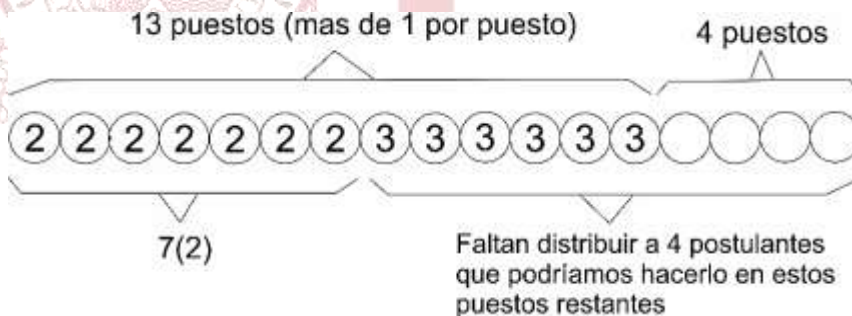 13 puestos (mas de 1 por puesto)
4 puestos
2 2 2 2 2 2 2 3 3 3 3 3 3
7(2)
Faltan distribuir a 4 postulantes
que podríamos hacerlo en estos
puestos restantes